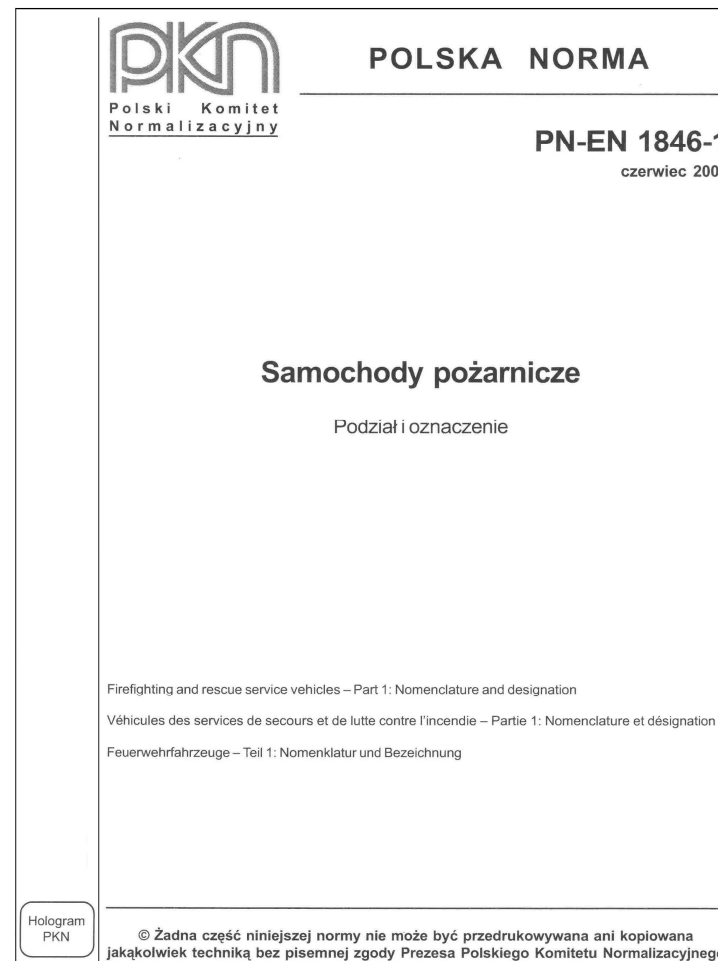 PKN
POLSKA NORMA
Polski Komitet
Normalizacyjny
PN-EN 1846-1
czerwiec 200
Samochody pożarnicze
Podział i oznaczenie
Firefighting and rescue service vehicles – Part 1: Nomenclature and designation
Véhicules des services de secours et de lutte contre l'incendie – Partie 1: Nomenclature et désignation
Feuerwehrfahrzeuge – Teil 1: Nomenklatur und Bezeichnung
Hologram
PKN
© Żadna część niniejszej normy nie może być przedrukowywana ani kopiowana
jakąkolwiek techniką bez pisemnej zgody Prezesa Polskiego Komitetu Normalizacyjnego